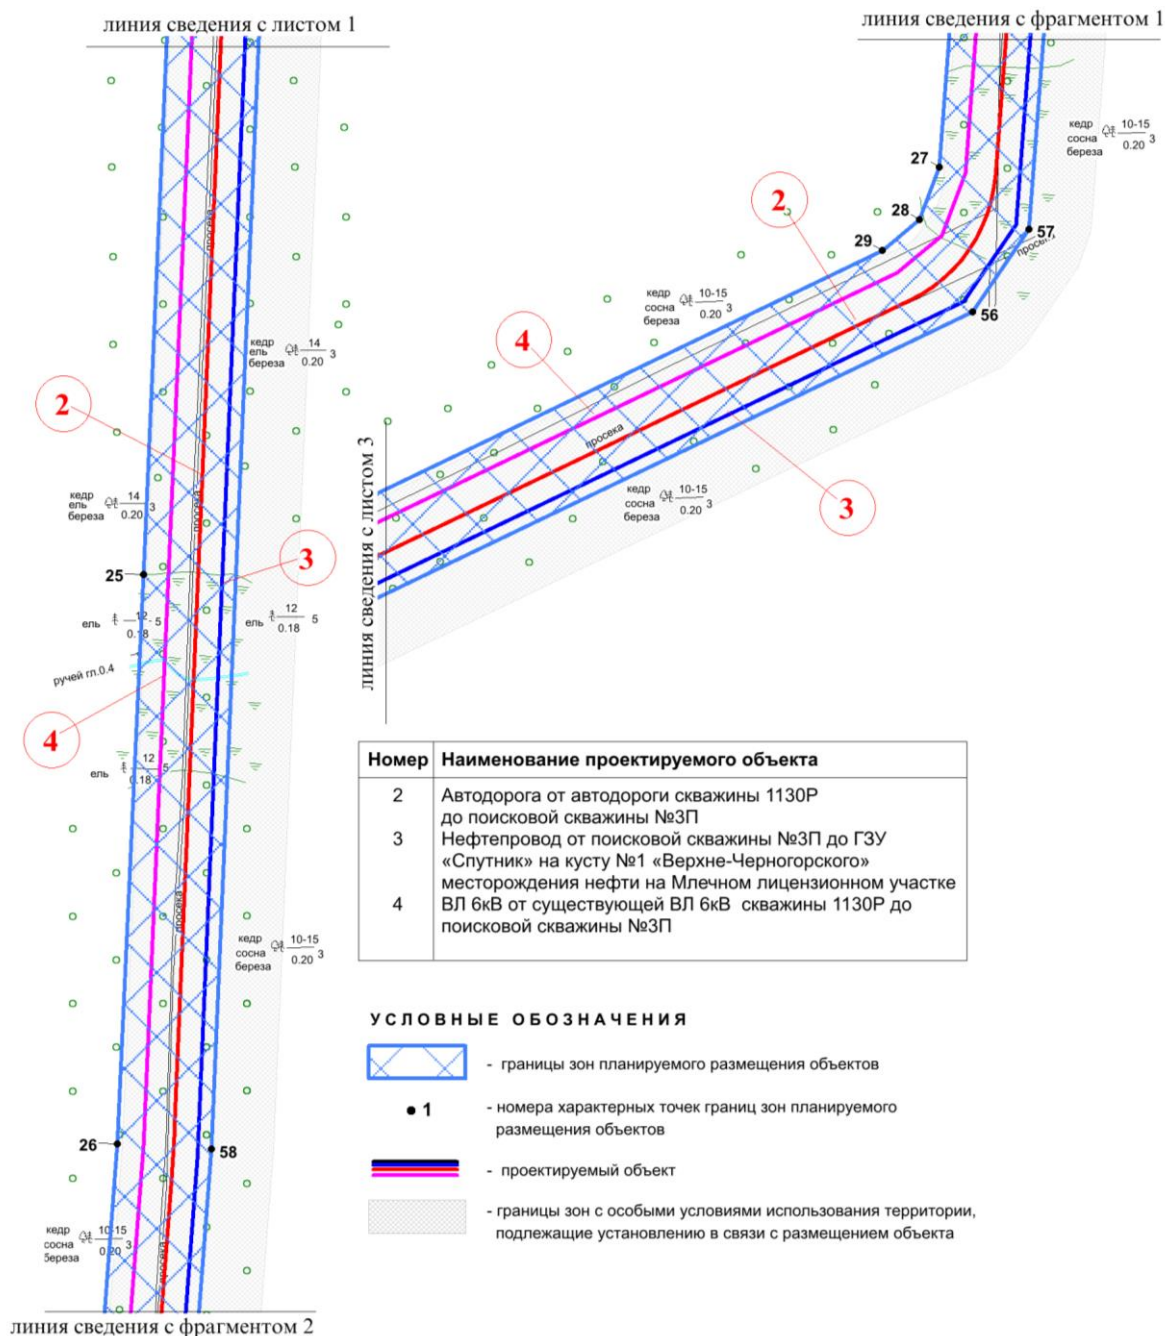 линия сведения с листом 1
просека
кедр
ель
береза
14
0.20
3
2
кедр
ель
береза
14
0.20
3
просека
3
25
ель
12
0.18
5
ель
12
0.18
5
ручей гл.0.4
4
ель
12
0.18
5
просека
кедр
сосна
береза
10-15
0.20
3
26
58
кедр
сосна
береза
10-15
0.20
3
просека
линия сведения с фрагментом 2
линия сведения с фрагментом 1
кедр
сосна
береза
10-15
0.20
3
27
2
28
57
29
просека
кедр
сосна
береза
10-15
0.20
3
56
4
просека
линия сведения с листом 3
кедр
сосна
береза
10-15
0.20
3
3
Номер Наименование проектируемого объекта
2 Автодорога от автодороги скважины 1130Р
до поисковой скважины №3П
3 Нефтепровод от поисковой скважины №3П до ГЗУ
«Спутник» на кусту №1 «Верхне-Черногорского»
месторождения нефти на Млечном лицензионном участке
4 ВЛ 6кВ от существующей ВЛ 6кВ скважины 1130Р до
поисковой скважины №3П
УСЛОВНЫЕ ОБОЗНАЧЕНИЯ
- границы зон планируемого размещения объектов
1 - номера характерных точек границ зон планируемого
размещения объектов
- проектируемый объект
- границы зон с особыми условиями использования территории,
подлежащие установлению в связи с размещением объекта